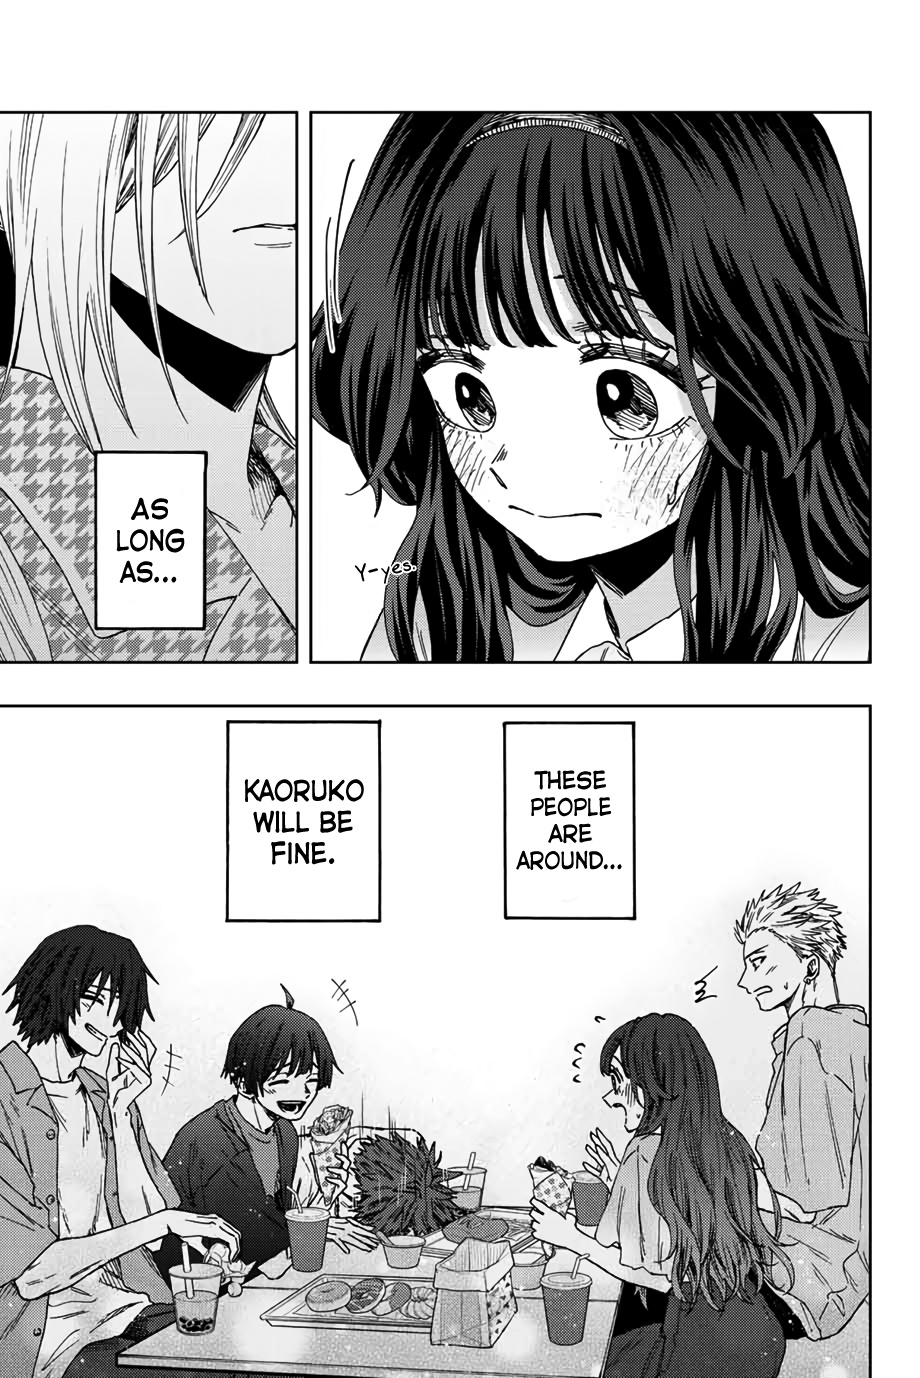 Y-yes.
AS
LONG
AS...
THESE
PEOPLE
ARE
AROUND...
KAORUKO
WILL BE
FINE.